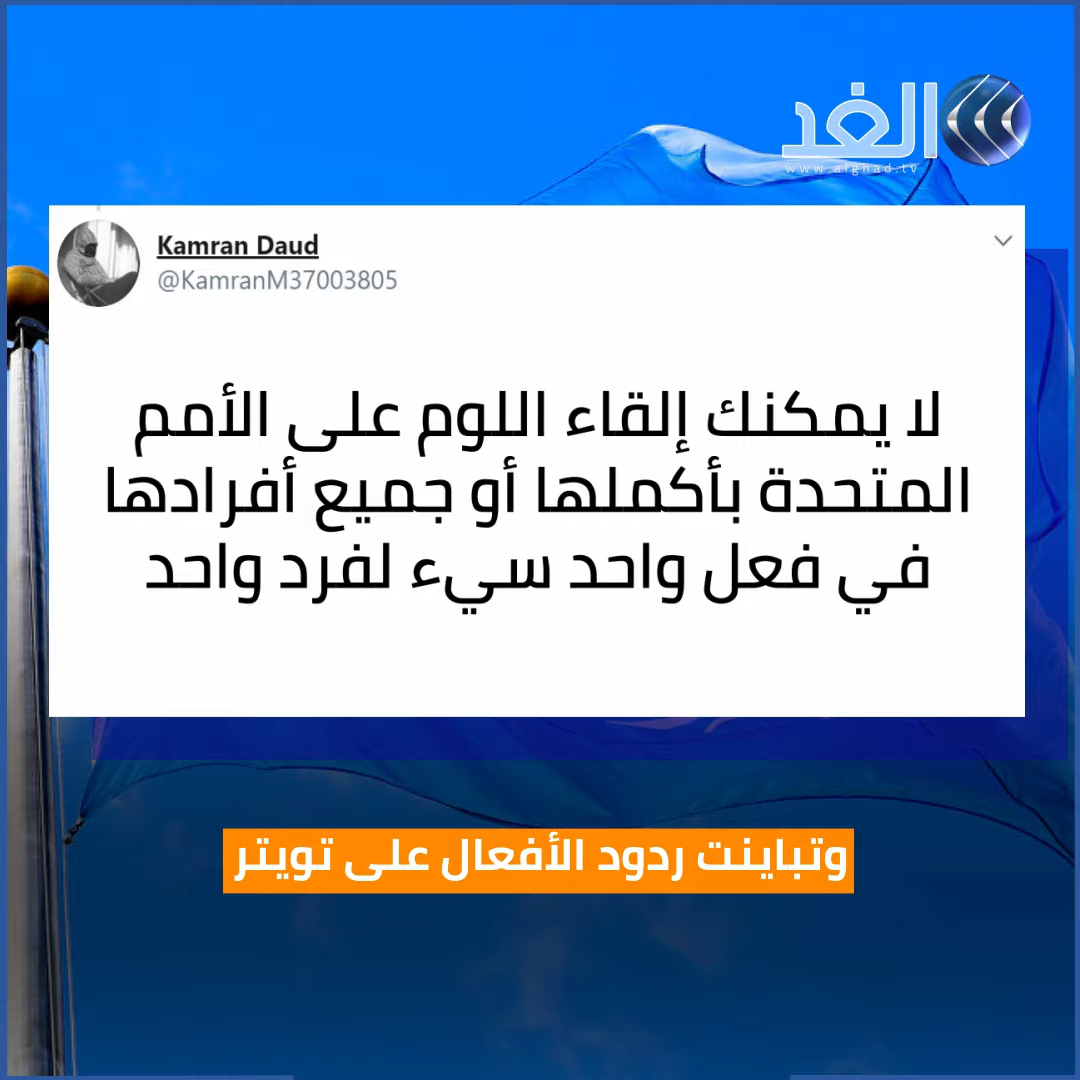 الغد
www.alghad.tv
Kamran Daud
@KamranM37003805
لا يمكنك إلقاء اللوم على الأمم
المتحدة بأكملها أو جميع أفرادها
في فعل واحد سيء لفرد واحد
وتباينت ردود الأفعال على تويتر